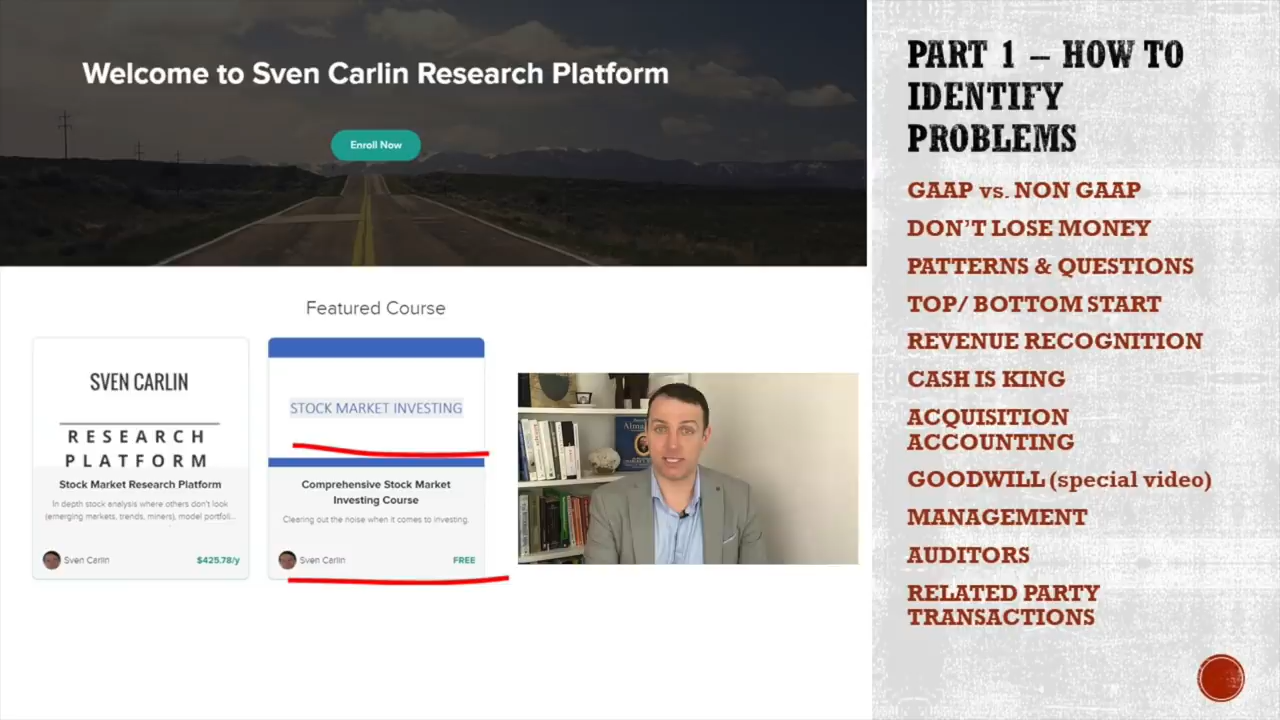 Welcome to Sven Carlin Research Platform
Enroll Now
Featured Course
SVEN CARLIN
RESEARCH
PLATFORM
Stock Market Research Platform
In depth stock analysis where others don't look
(emerging markets, trends, miners), model portfoli...
Sven Carlin
$425.78/y
STOCK MARKET INVESTING
Comprehensive Stock Market
Investing Course
Clearing out the noise when it comes to investing.
Sven Carlin
FREE
PART 1 – HOW TO
IDENTIFY
PROBLEMS
GAAP vs. NON GAAP
DON'T LOSE MONEY
PATTERNS & QUESTIONS
TOP/ BOTTOM START
REVENUE RECOGNITION
CASH IS KING
ACQUISITION
ACCOUNTING
GOODWILL (special video)
MANAGEMENT
AUDITORS
RELATED PARTY
TRANSACTIONS